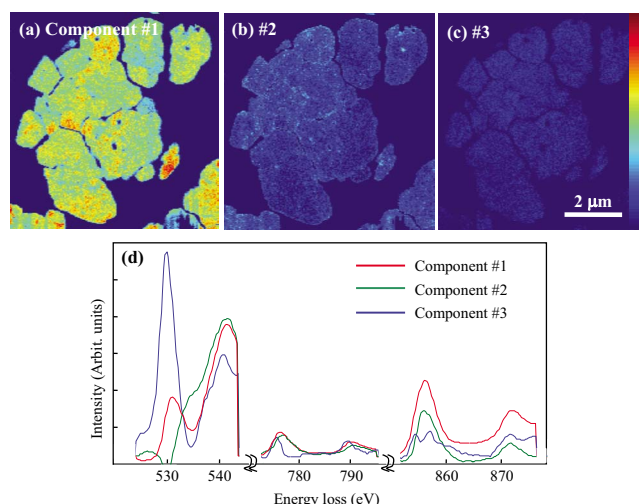 (a) Component #1
(b) #2
(c) #3
2 μm
(d)
Component #1
Component #2
Component #3
Intensity (Arbit. units)
530 540 780 790 860 870
Energy loss (eV)